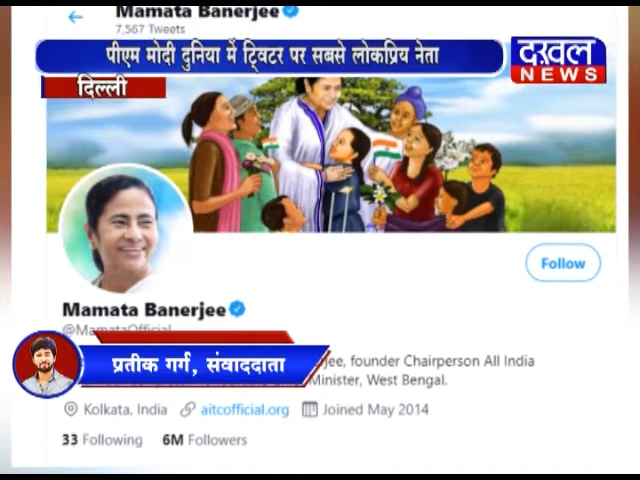 Mamata Banerjee
7,567 Tweets
पीएम मोदी दुनिया में ट्विटर पर सबसे लोकप्रिय नेता
दख़ल
NEWS
दिल्ली
Follow
Mamata Banerjee
@MamataOfficial
प्रतीक गर्ग, संवाददाता
jee, founder Chairperson All India
Minister, West Bengal.
Kolkata, India aitcofficial.org Joined May 2014
33 Following 6M Followers